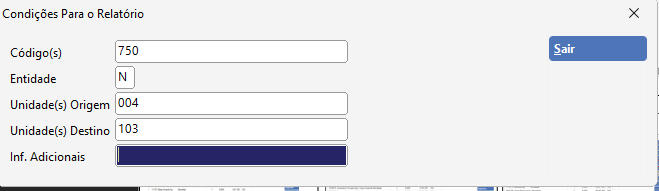 Condições Para o Relatório
Código(s) 750
Sair
Entidade N
Unidade(s) Origem 004
Unidade(s) Destino 103
Inf. Adicionais